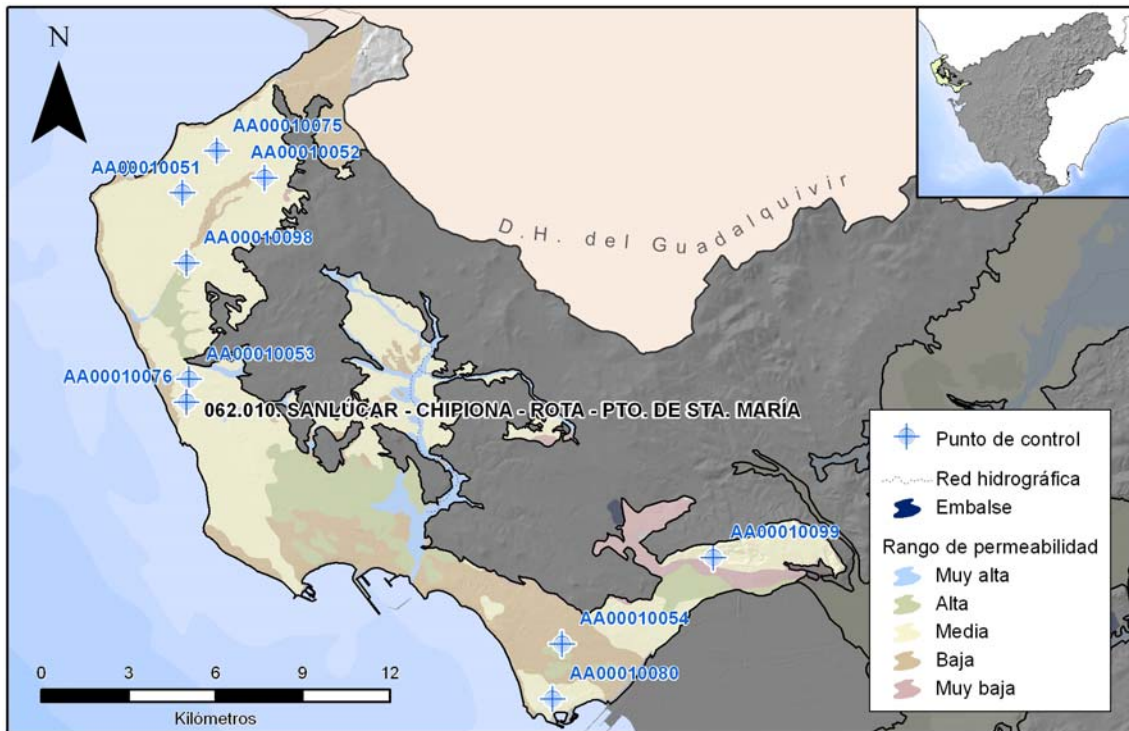 N
AA00010075
AA00010051
AA00010052
AA00010098
D.H. del Guadalquivir
AA00010053
AA00010076
062.010. SANLÚCAR - CHIPIONA - ROTA - PTO. DE STA. MARÍA
AA00010099
AA00010054
AA00010080
0 3 6 9 12
Kilómetros
Punto de control
Red hidrográfica
Embalse
Rango de permeabilidad
Muy alta
Alta
Media
Baja
Muy baja